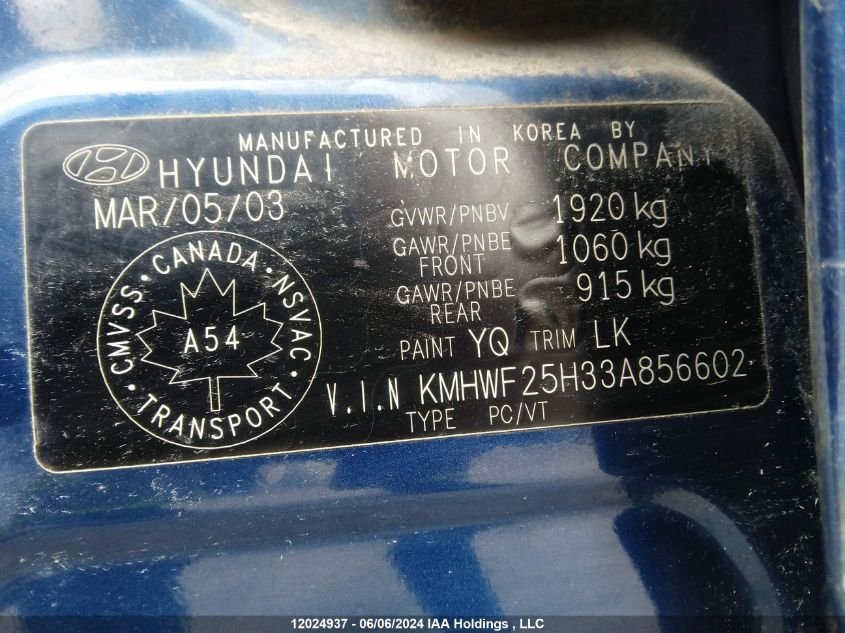 MANUFACTURED IN KOREA BY
HYUNDAI MOTOR COMPANY
MAR/05/03
GVWR/PNBV 1920 kg
GAWR/PNBE FRONT 1060 kg
GAWR/PNBE REAR 915 kg
PAINT YQ TRIM LK
V.I.N KMHWF25H33A856602
TYPE PC/VT
CANADA · NSVAC · TRANSPORT · CMVSS ·
A54
12024937 - 06/06/2024 IAA Holdings , LLC